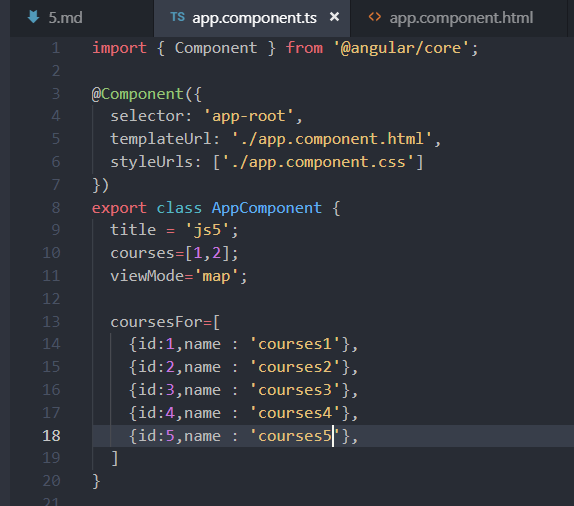 5.md TS app.component.ts × <> app.component.html
1 import { Component } from '@angular/core';
2
3 @Component({
4   selector: 'app-root',
5   templateUrl: './app.component.html',
6   styleUrls: ['./app.component.css']
7 })
8 export class AppComponent {
9   title = 'js5';
10   courses=[1,2];
11   viewMode='map';
12
13   coursesFor=[
14     {id:1,name : 'courses1'},
15     {id:2,name : 'courses2'},
16     {id:3,name : 'courses3'},
17     {id:4,name : 'courses4'},
18     {id:5,name : 'courses5'},
19   ]
20 }
21